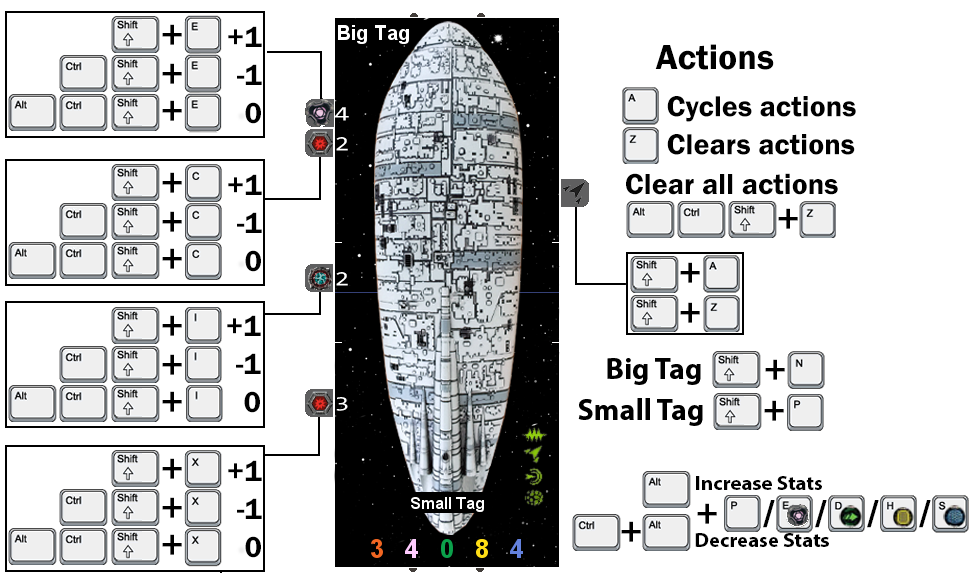 Shift + E +1
Ctrl Shift + E -1
Alt Ctrl Shift + E 0
Shift + C +1
Ctrl Shift + C -1
Alt Ctrl Shift + C 0
Shift + I +1
Ctrl Shift + I -1
Alt Ctrl Shift + I 0
Shift + X +1
Ctrl Shift + X -1
Alt Ctrl Shift + X 0
Big Tag
4
2
2
3
Small Tag
3 4 0 8 4
Actions
A Cycles actions
Z Clears actions
Clear all actions
Alt Ctrl Shift + Z
Shift + A
Shift + Z
Big Tag Shift + N
Small Tag Shift + P
Alt Increase Stats
Ctrl + Alt + P / E / D / H / S
Decrease Stats